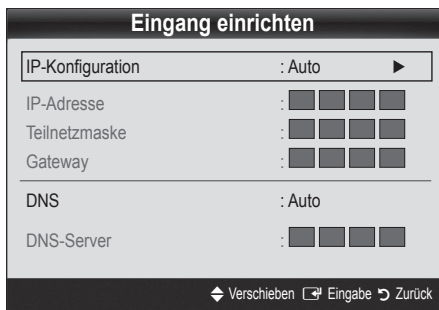 Eingang einrichten
IP-Konfiguration : Auto ►
IP-Adresse :
Teilnetzmaske :
Gateway :
DNS : Auto
DNS-Server :
Verschieben Eingabe Zurück